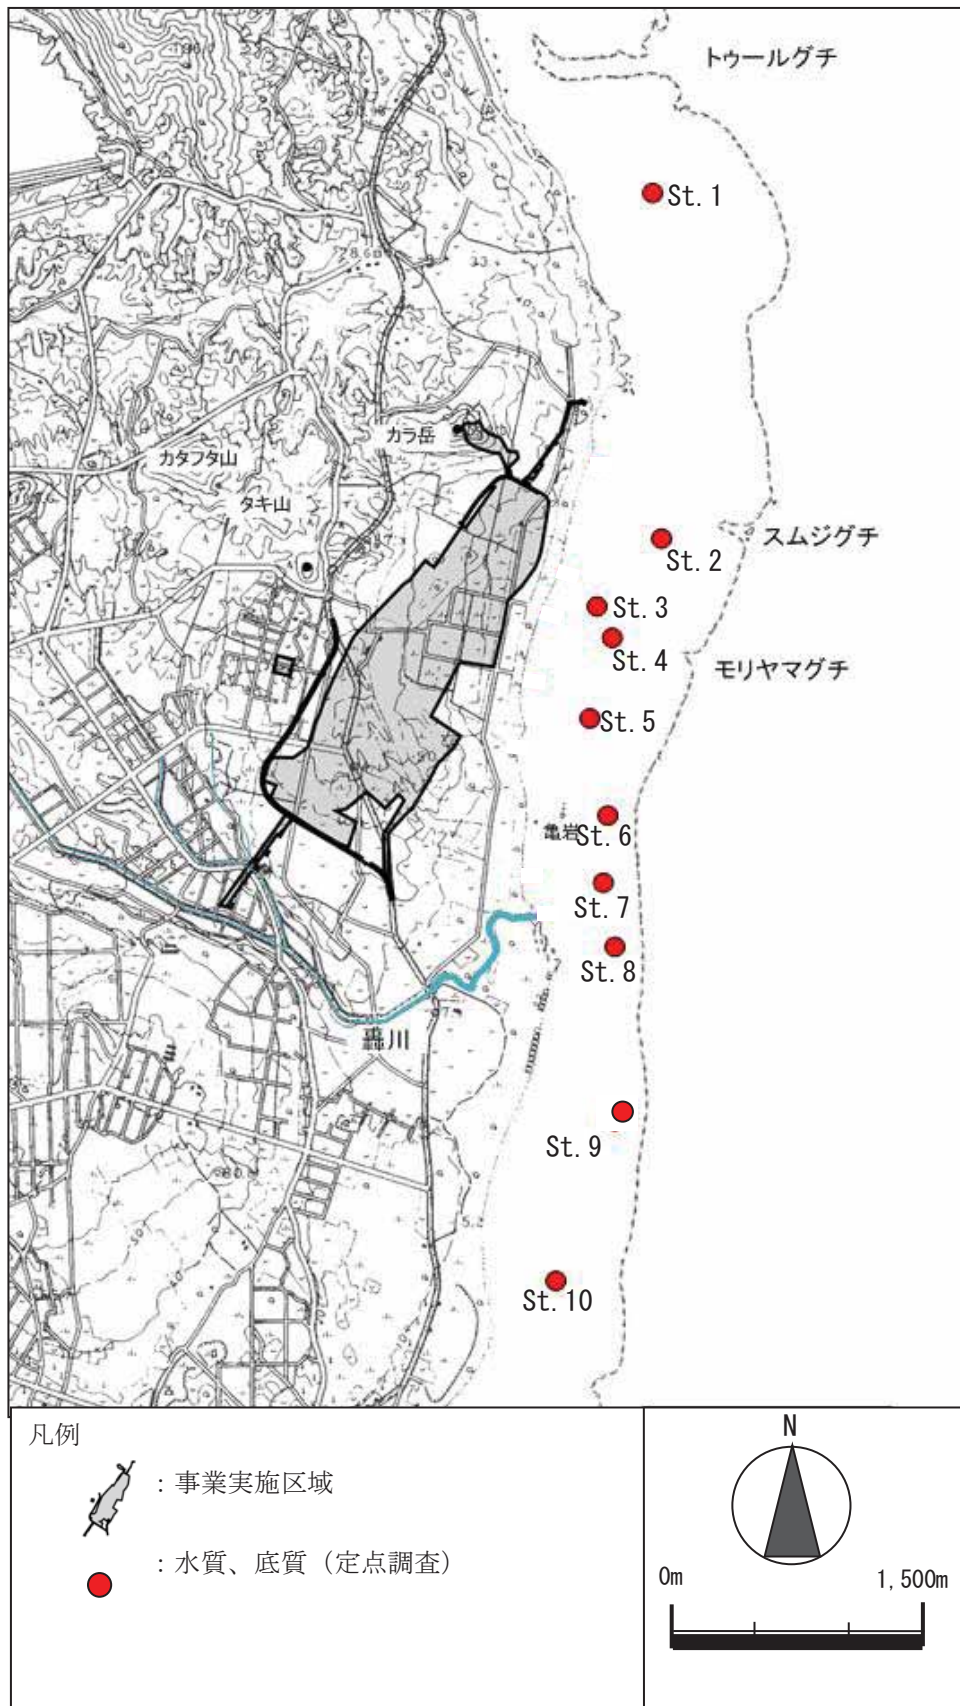 トゥールグチ
St. 1
カラ岳
カタフタ山
タキ山
スムジグチ
St. 2
St. 3
St. 4
モリヤマグチ
St. 5
亀岩
St. 6
St. 7
St. 8
轟川
St. 9
St. 10
凡例
：事業実施区域
：水質、底質（定点調査）
N
0m
1,500m